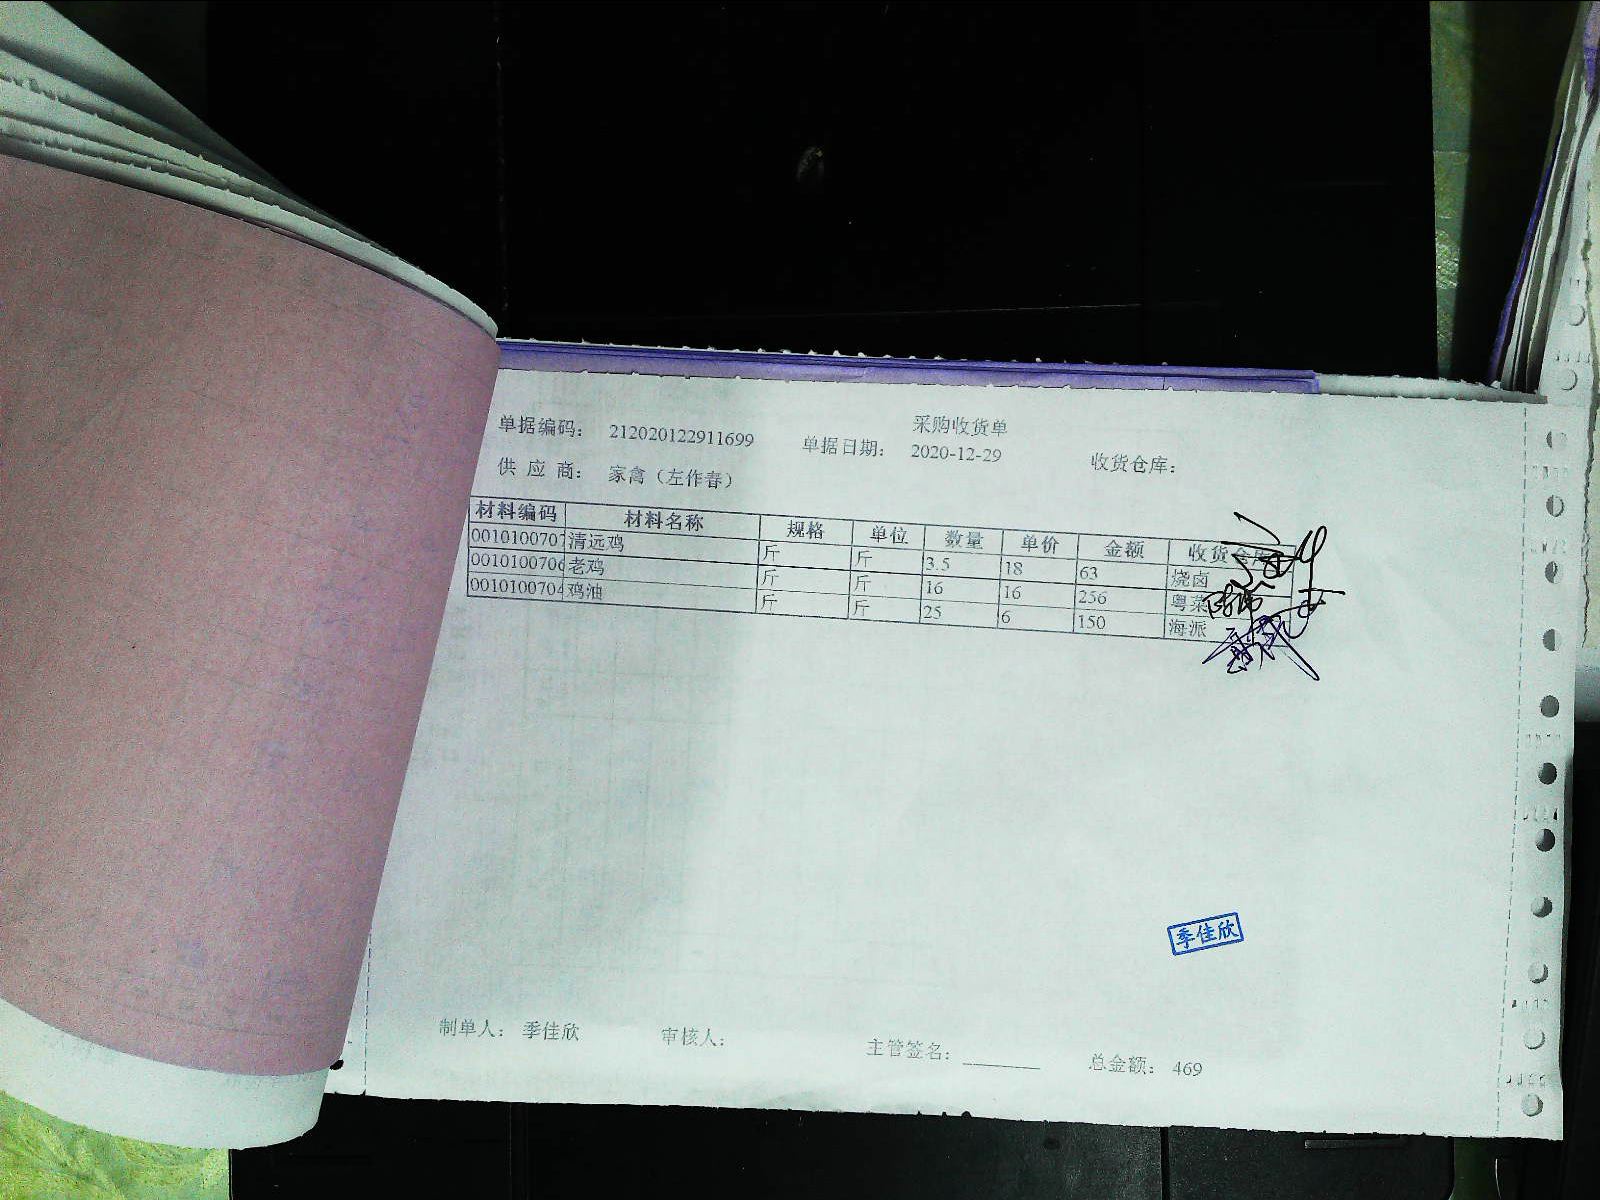 采购收货单
单据编码: 212020122911699 单据日期: 2020-12-29 收货仓库:
供 应 商: 家禽（左作春）
材料编码 材料名称 规格 单位 数量 单价 金额 收货仓库
0010100707 清远鸡 斤 斤 3.5 18 63 烧卤
0010100706 老鸡 斤 斤 16 16 256 粤菜
0010100704 鸡油 斤 斤 25 6 150 海派
季佳欣
制单人: 季佳欣 审核人: 主管签名: 总金额: 469